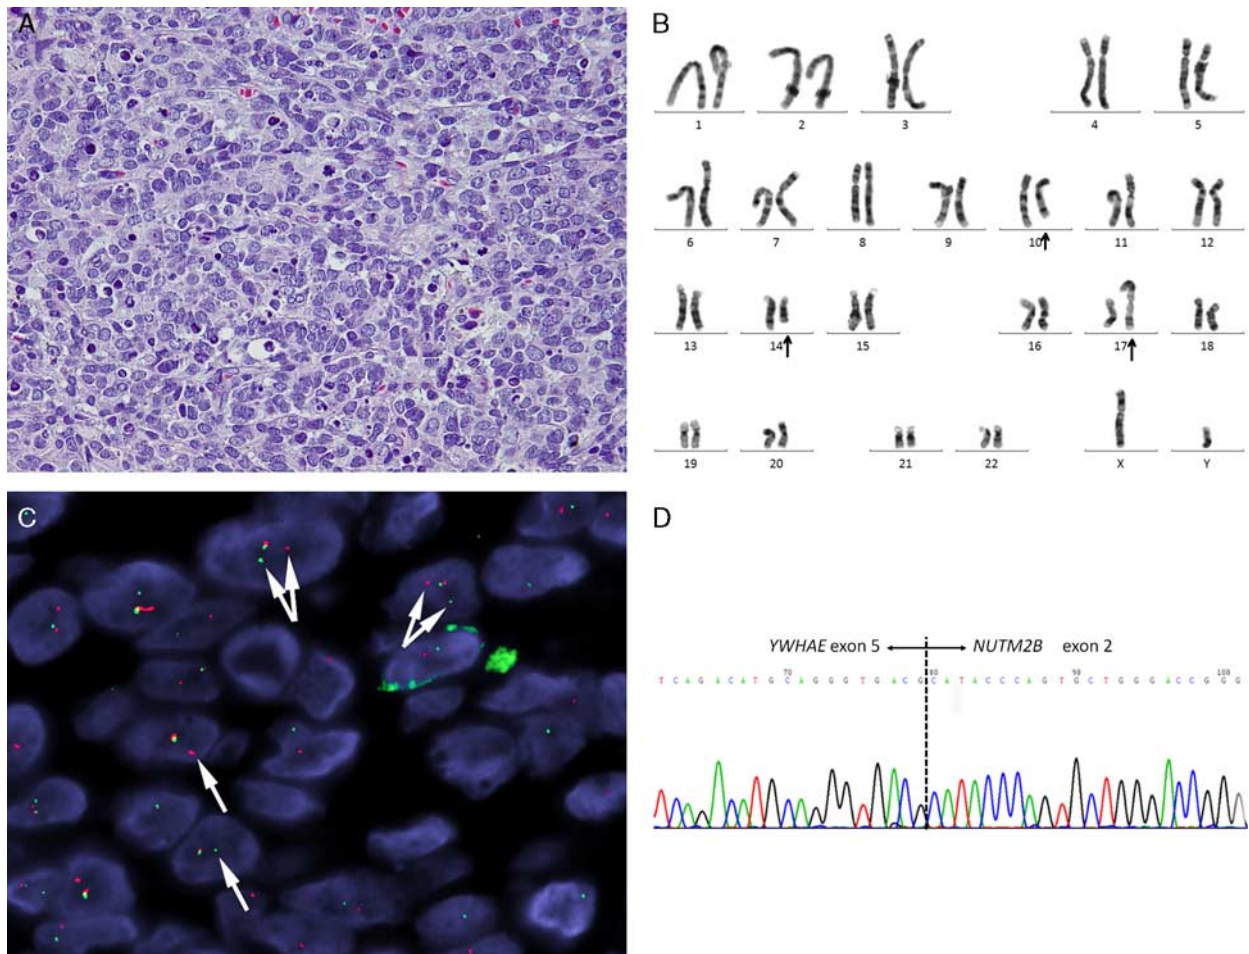 A
B
1 2 3 4 5
6 7 8 9 10 11 12
13 14 15 16 17 18
19 20 21 22 X Y
C
D
YWHAE exon 5 NUTM2B exon 2
70 80 90 100
T C A G A C A T G C A G G G T G A C G C A T A C C C A G T G C T G G G A C C G G G